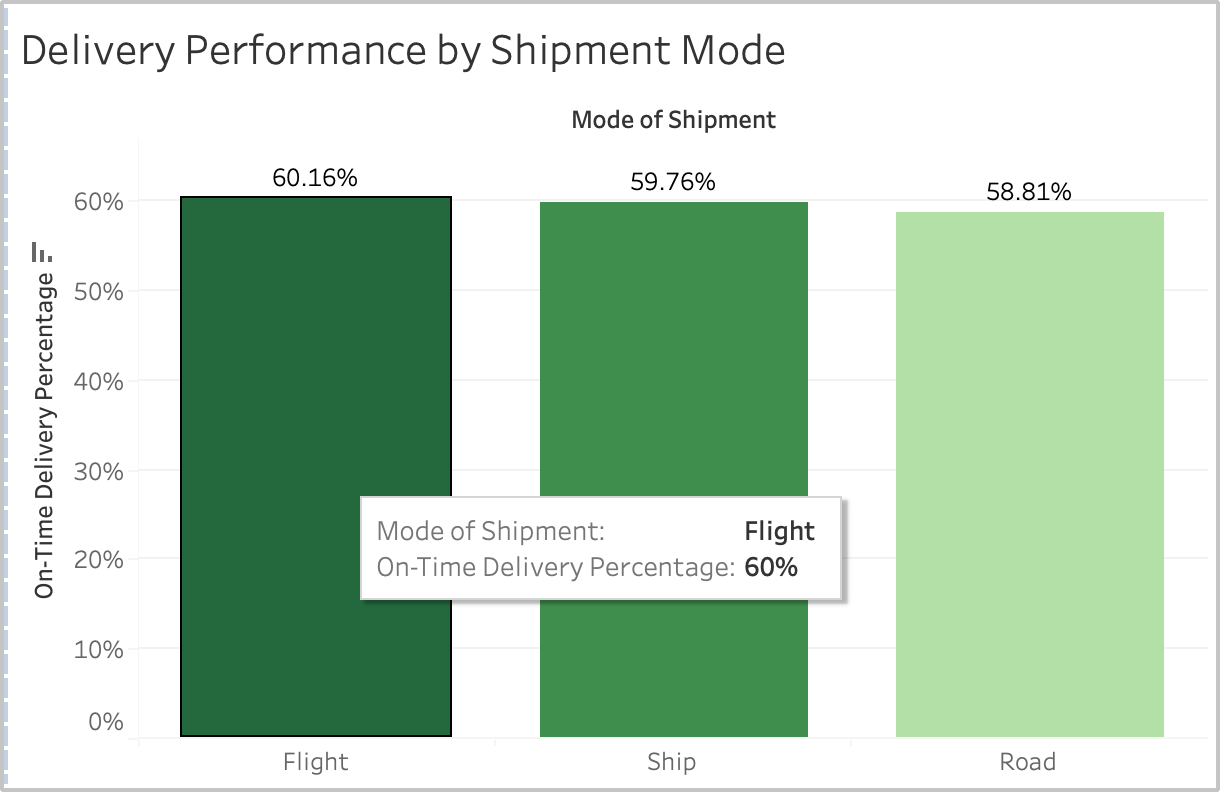 Delivery Performance by Shipment Mode
Mode of Shipment
60.16%
59.76%
58.81%
60%
50%
40%
30%
20%
10%
0%
On-Time Delivery Percentage
Mode of Shipment: Flight
On-Time Delivery Percentage: 60%
Flight
Ship
Road